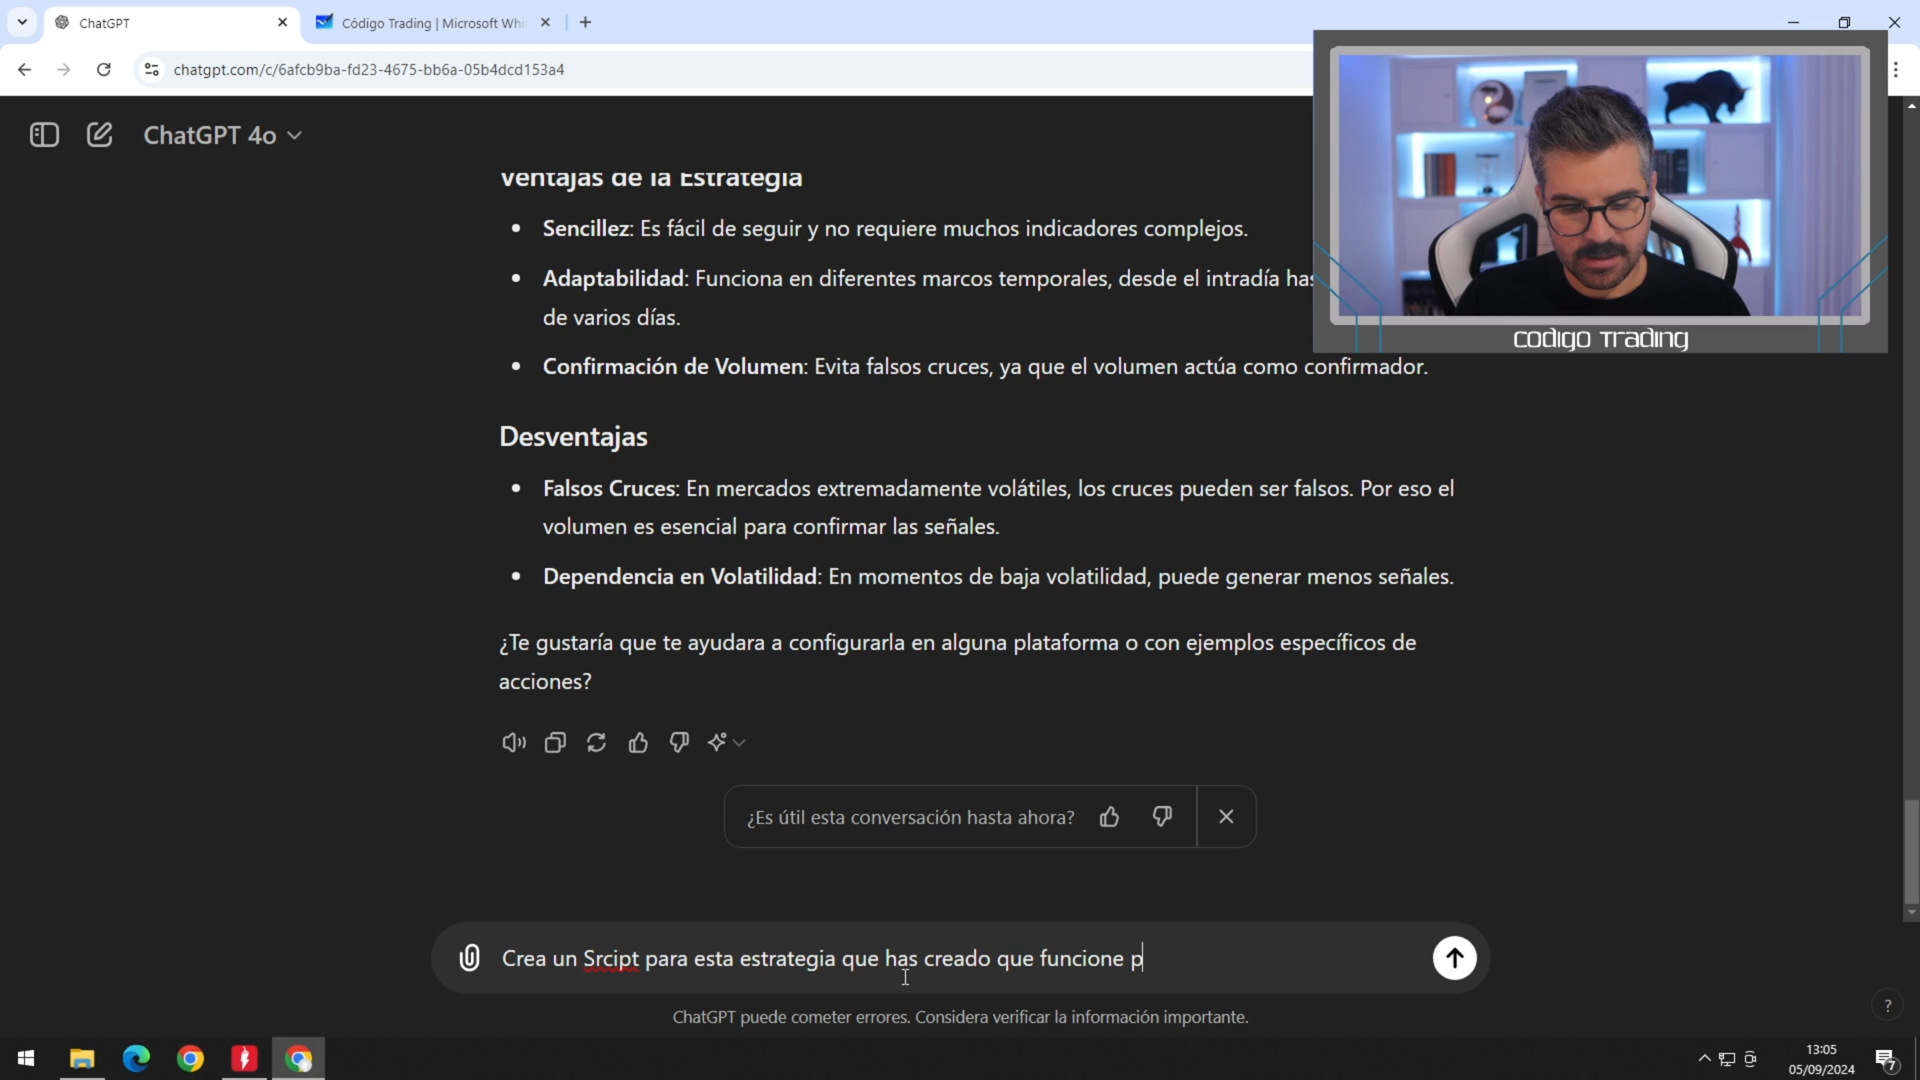 ChatGPT
Código Trading | Microsoft Whi
chatgpt.com/c/6afcb9ba-fd23-4675-bb6a-05b4dcd153a4
ChatGPT 4o
Ventajas de la Estrategia
Sencillez: Es fácil de seguir y no requiere muchos indicadores complejos.
Adaptabilidad: Funciona en diferentes marcos temporales, desde el intradía has
de varios días.
Confirmación de Volumen: Evita falsos cruces, ya que el volumen actúa como confirmador.
CODIGO TRADING
Desventajas
Falsos Cruces: En mercados extremadamente volátiles, los cruces pueden ser falsos. Por eso el
volumen es esencial para confirmar las señales.
Dependencia en Volatilidad: En momentos de baja volatilidad, puede generar menos señales.
¿Te gustaría que te ayudara a configurarla en alguna plataforma o con ejemplos específicos de
acciones?
¿Es útil esta conversación hasta ahora?
Crea un Srcipt para esta estrategia que has creado que funcione p
ChatGPT puede cometer errores. Considera verificar la información importante.
?
13:05
05/09/2024
7